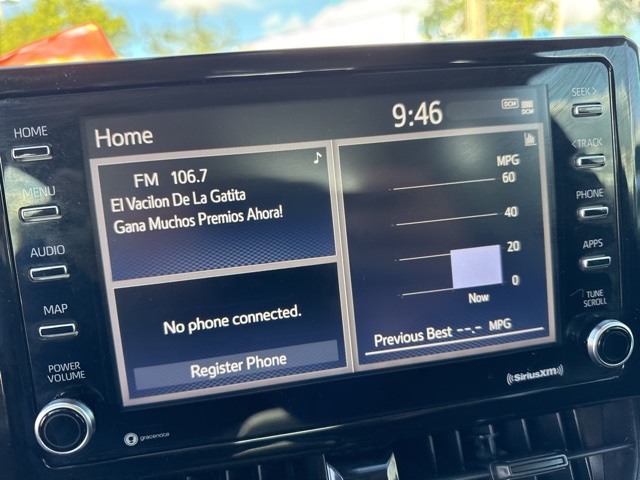 HOME
MENU
AUDIO
MAP
POWER
VOLUME
Home
9:46
DCM
DCM
FM 106.7
El Vacilon De La Gatita
Gana Muchos Premios Ahora!
No phone connected.
Register Phone
MPG
60
40
20
0
Now
Previous Best --.- MPG
SEEK>
<TRACK
PHONE
APPS
TUNE
SCROLL
gracenote
((SiriusXM))